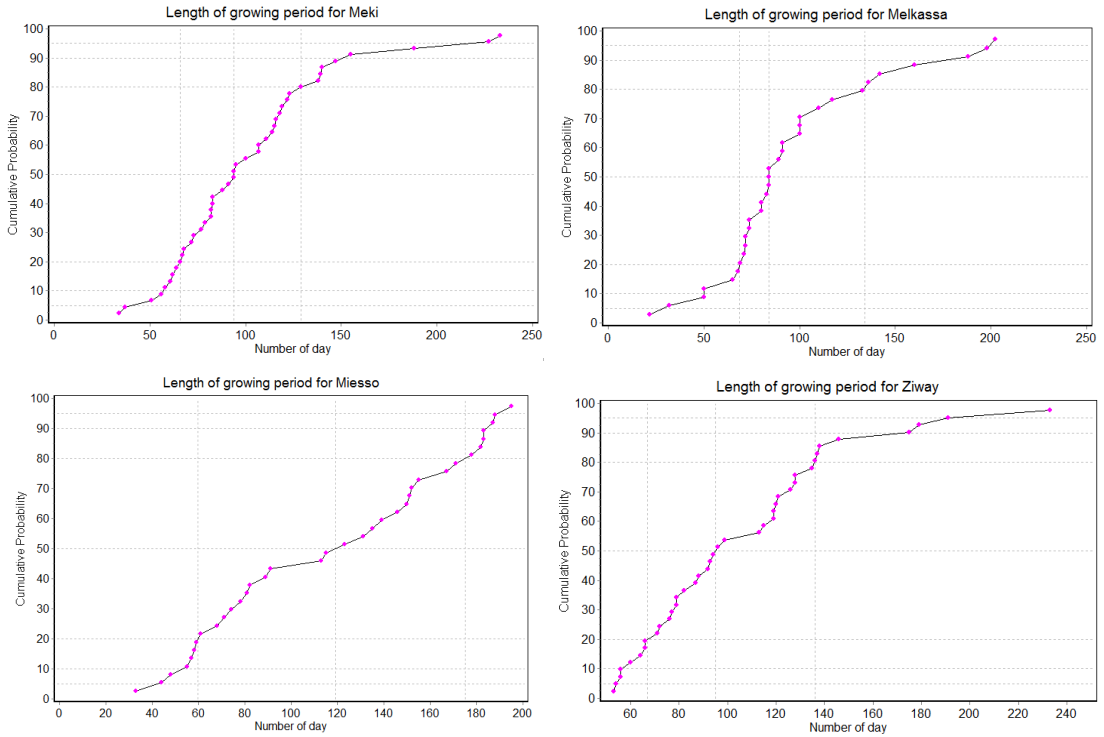 Length of growing period for Meki
Cumulative Probability
100
90
80
70
60
50
40
30
20
10
0
0 50 100 150 200 250
Number of day
Length of growing period for Melkassa
Cumulative Probability
100
90
80
70
60
50
40
30
20
10
0
0 50 100 150 200 250
Number of day
Length of growing period for Miesso
Cumulative Probability
100
90
80
70
60
50
40
30
20
10
0
0 20 40 60 80 100 120 140 160 180 200
Number of day
Length of growing period for Ziway
Cumulative Probability
100
90
80
70
60
50
40
30
20
10
0
60 80 100 120 140 160 180 200 220 240
Number of day